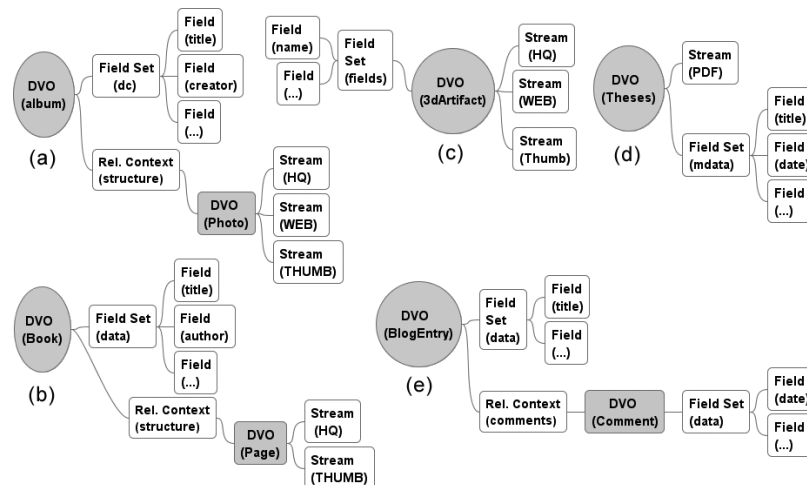 DVO
(album)
Field Set
(dc)
Field
(title)
Field
(creator)
Field
(...)
(a)
Rel. Context
(structure)
DVO
(Photo)
Stream
(HQ)
Stream
(WEB)
Stream
(THUMB)
Field
(name)
Field
(...)
Field
Set
(fields)
DVO
(3dArtifact)
Stream
(HQ)
Stream
(WEB)
Stream
(Thumb)
(c)
DVO
(Theses)
Stream
(PDF)
Field Set
(mdata)
Field
(title)
Field
(date)
Field
(...)
(d)
DVO
(Book)
Field Set
(data)
Field
(title)
Field
(author)
Field
(...)
(b)
Rel. Context
(structure)
DVO
(Page)
Stream
(HQ)
Stream
(THUMB)
DVO
(BlogEntry)
Field
Set
(data)
Field
(title)
Field
(...)
(e)
Rel. Context
(comments)
DVO
(Comment)
Field Set
(data)
Field
(date)
Field
(...)